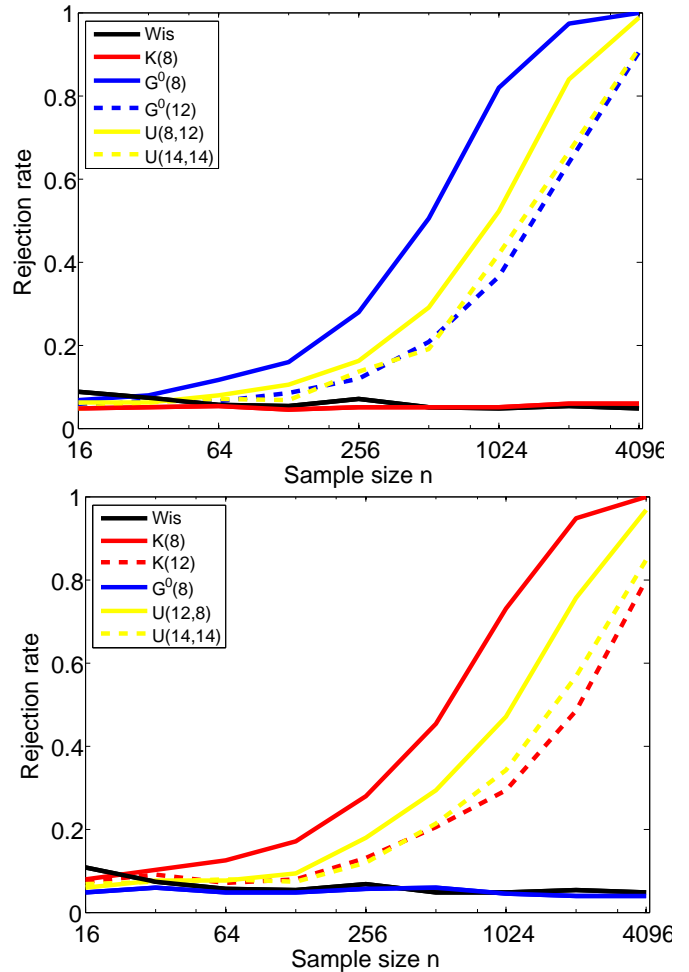 1
0.8
0.6
0.4
0.2
0
Rejection rate
Wis
K(8)
G⁰(8)
G⁰(12)
U(8,12)
U(14,14)
16 64 256 1024 4096
Sample size n
1
0.8
0.6
0.4
0.2
0
Rejection rate
Wis
K(8)
K(12)
G⁰(8)
U(12,8)
U(14,14)
16 64 256 1024 4096
Sample size n